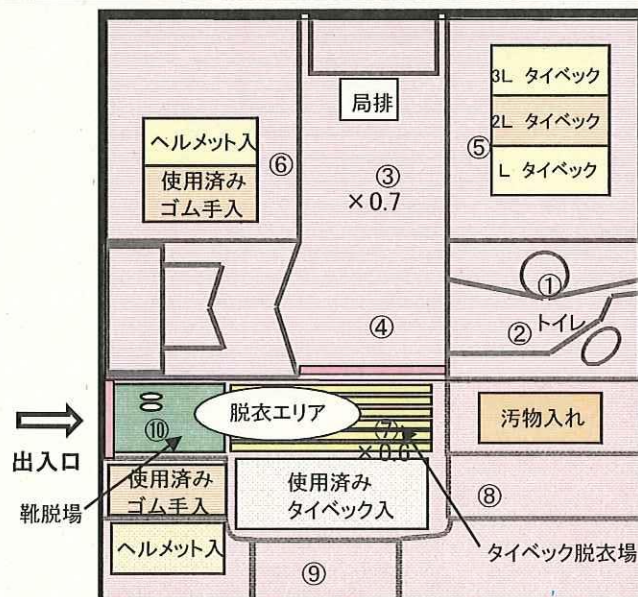 局排
3L タイベック
2L タイベック
L タイベック
⑤
ヘルメット入
使用済み
ゴム手入
⑥
③
×0.7
①
②
トイレ
④
出入口
⑩
脱衣エリア
⑦
×0.6
汚物入れ
靴脱場
使用済み
ゴム手入
使用済み
タイベック入
⑧
ヘルメット入
タイベック脱衣場
⑨